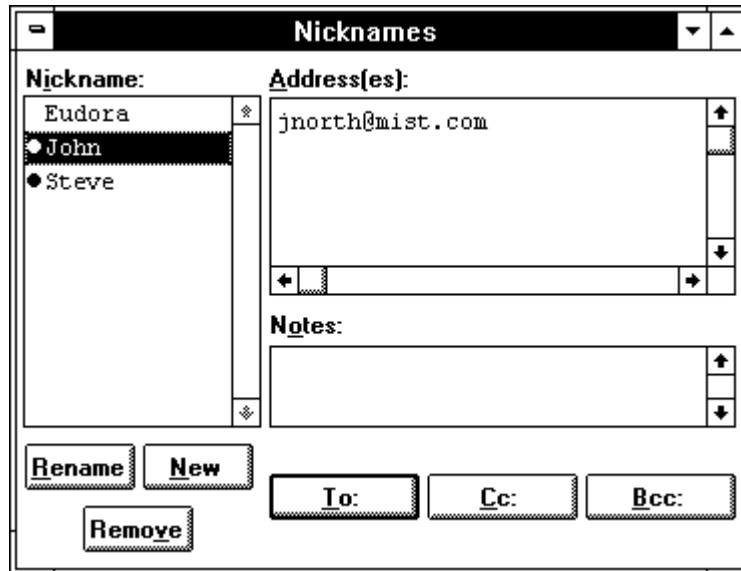 Nicknames
Nickname:
Address(es):
Eudora
John
Steve
jnorth@mist.com
Notes:
Rename
New
Remove
To:
Cc:
Bcc: